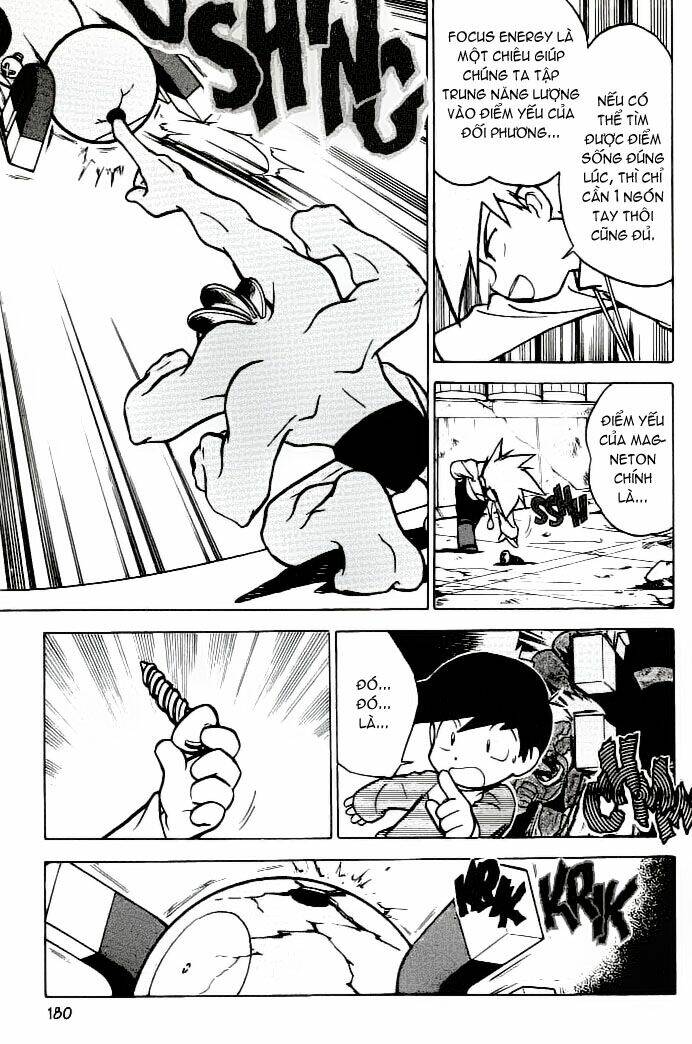 NẾU CÓ
THỂ TÌM
ĐƯỢC ĐIỂM
SỐNG ĐÚNG
LÚC, THÌ CHỈ
CẦN 1 NGÓN
TAY THÔI
CŨNG ĐỦ.
FOCUS ENERGY LÀ
MỘT CHIÊU GIÚP
CHÚNG TA TẬP
TRUNG NĂNG LƯỢNG
VÀO ĐIỂM YẾU CỦA
ĐỐI PHƯƠNG...
ĐIỂM YẾU
CỦA MAG-
NETON
CHÍNH
LÀ...
ĐÓ...
ĐÓ...
LÀ...
KRIK
KRIK
180